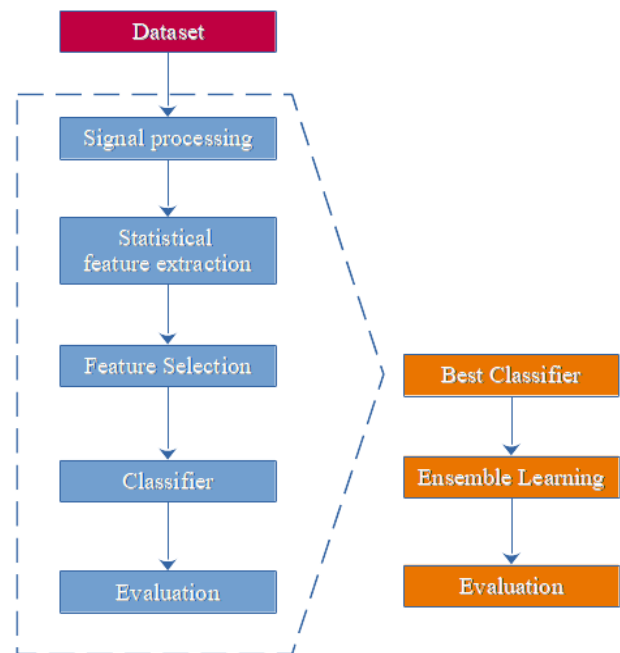 Dataset
Signal processing
Statistical
feature extraction
Feature Selection
Classifier
Evaluation
Best Classifier
Ensemble Learning
Evaluation